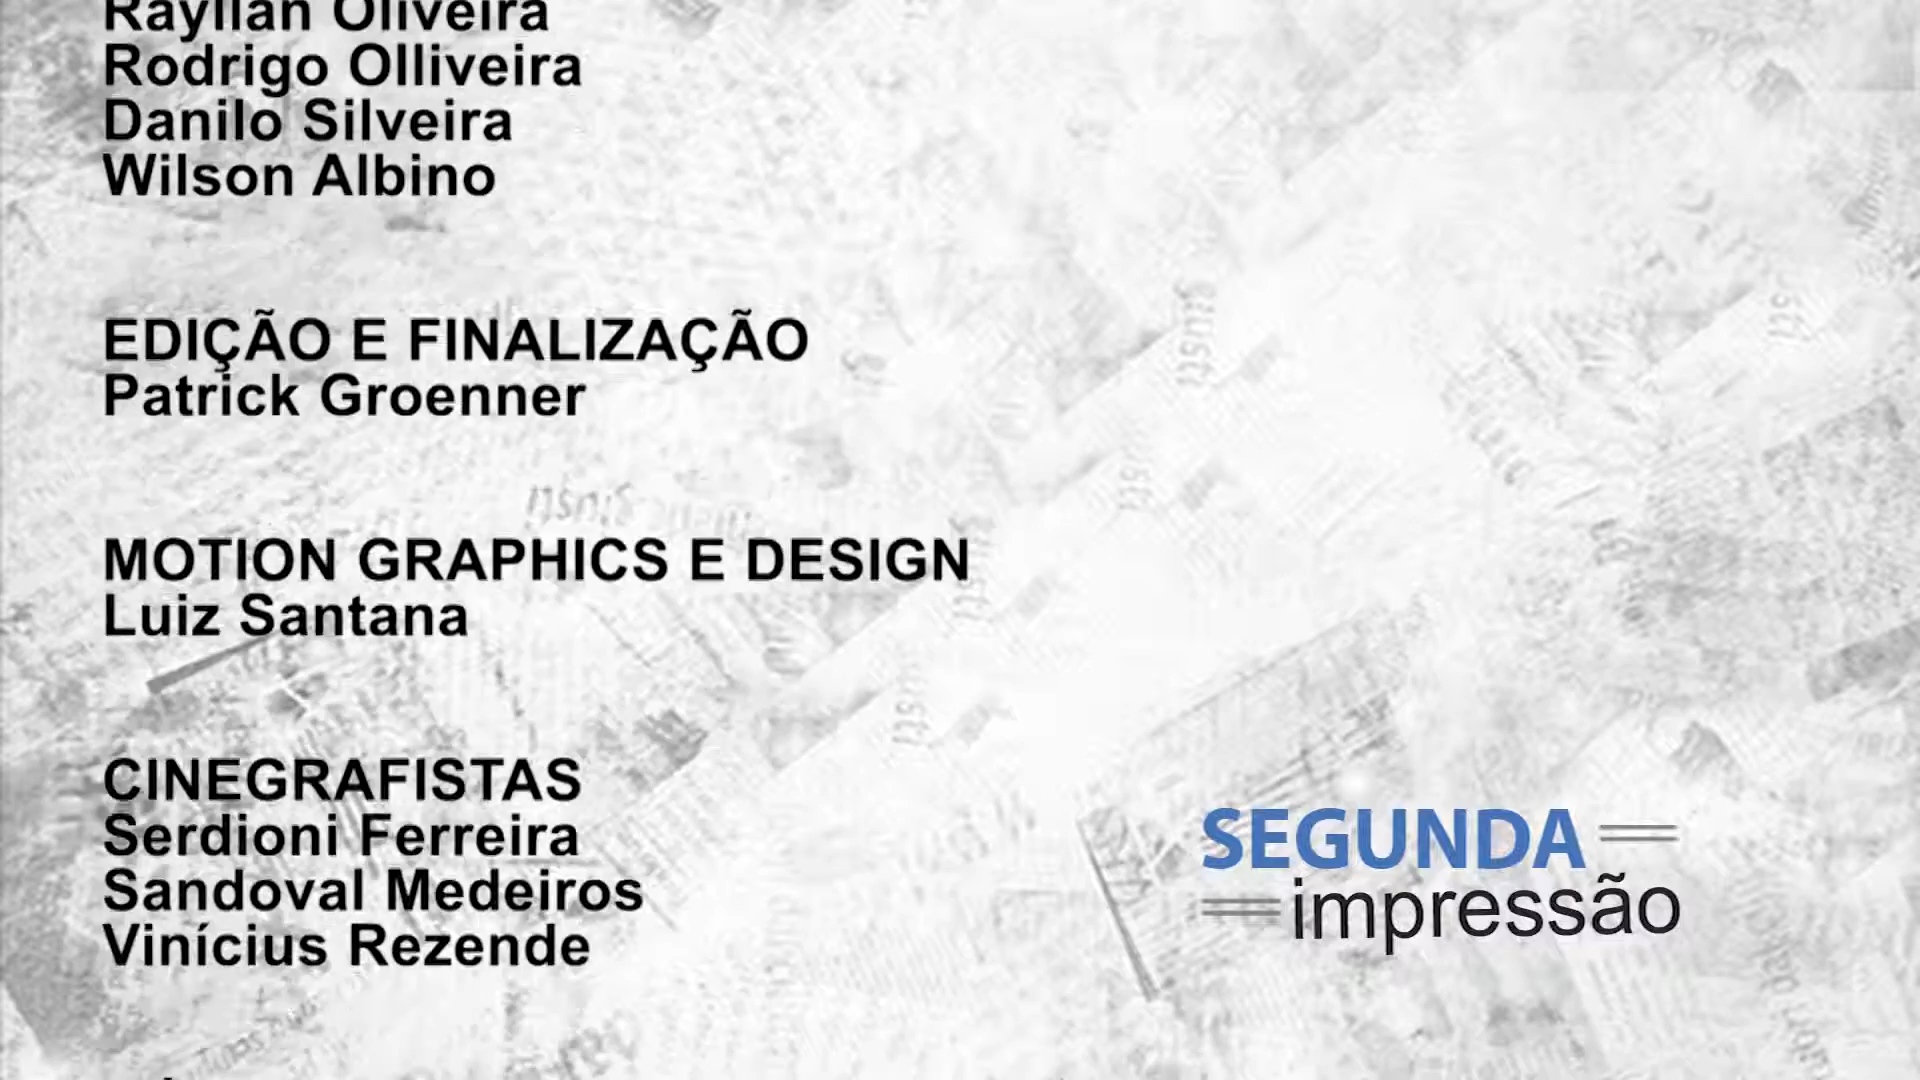 Rayllan Oliveira
Rodrigo Olliveira
Danilo Silveira
Wilson Albino
EDIÇÃO E FINALIZAÇÃO
Patrick Groenner
MOTION GRAPHICS E DESIGN
Luiz Santana
CINEGRAFISTAS
Serdioni Ferreira
Sandoval Medeiros
Vinícius Rezende
SEGUNDA
impressão